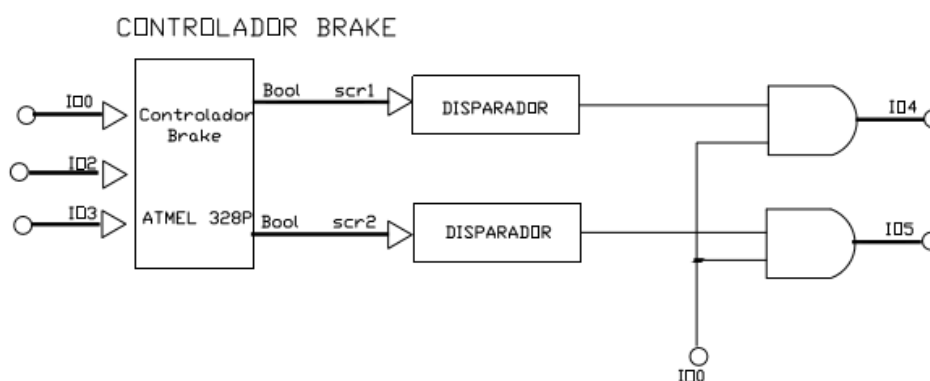 CONTROLADOR BRAKE
IO0
IO2
IO3
Controlador
Brake
ATMEL 328P
Bool scr1
DISPARADOR
IO4
Bool scr2
DISPARADOR
IO5
IO0